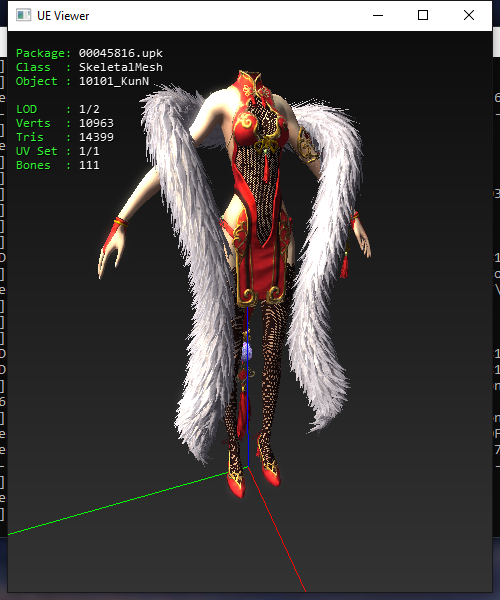 UE Viewer
Package: 00045816.upk
Class : SkeletalMesh
Object : 10101_KunN
LOD : 1/2
Verts : 10963
Tris : 14399
UV Set : 1/1
Bones : 111